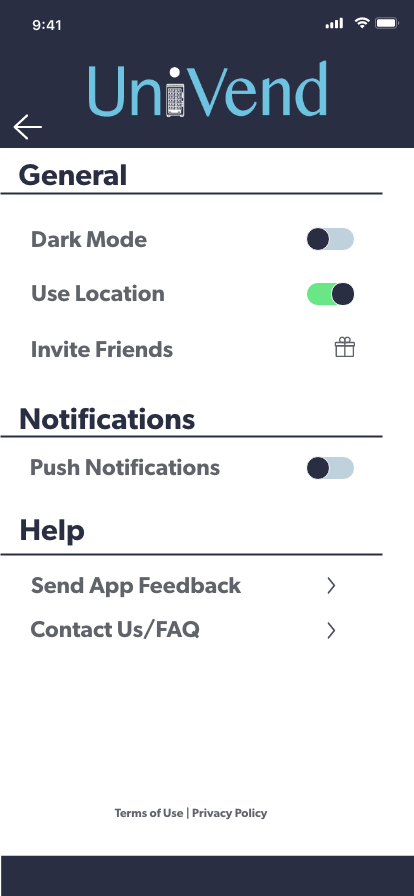 9:41
UniVend
General
Dark Mode
Use Location
Invite Friends
Notifications
Push Notifications
Help
Send App Feedback
Contact Us/FAQ
Terms of Use | Privacy Policy